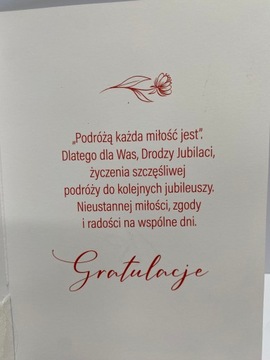 „Podróżą każda miłość jest”.
Dlatego dla Was, Drodzy Jubilaci,
życzenia szczęśliwej
podróży do kolejnych jubileuszy.
Nieustannej miłości, zgody
i radości na wspólne dni.
Gratulacje